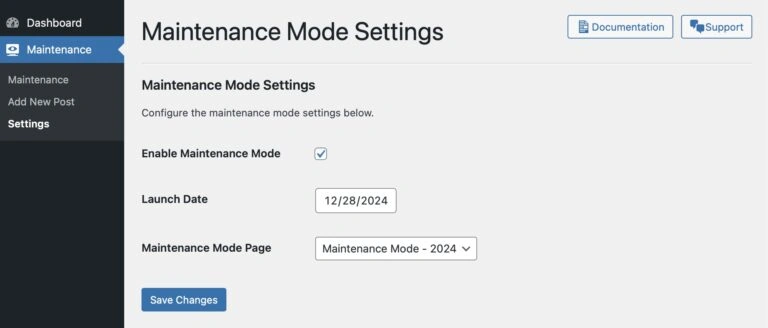 Dashboard
Maintenance
Maintenance
Add New Post
Settings
Maintenance Mode Settings
Documentation
Support
Maintenance Mode Settings
Configure the maintenance mode settings below.
Enable Maintenance Mode
Launch Date
12/28/2024
Maintenance Mode Page
Maintenance Mode - 2024
Save Changes